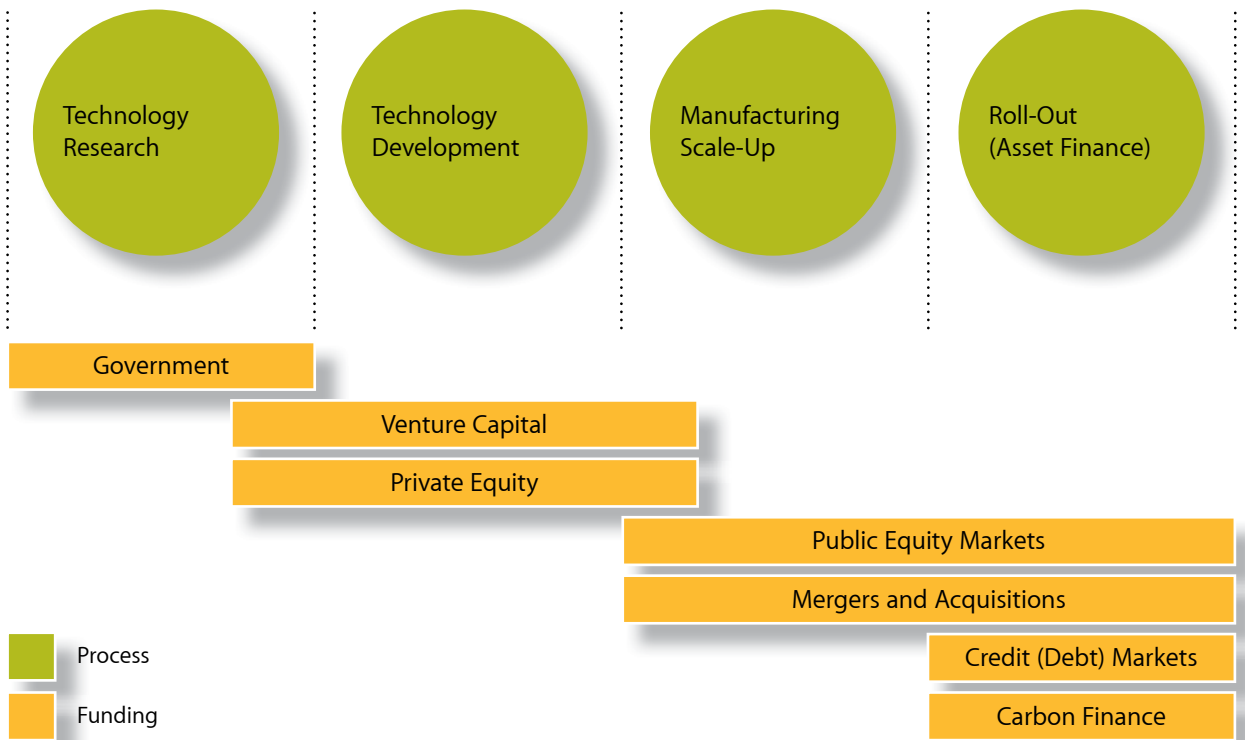 Technology
Research
Technology
Development
Manufacturing
Scale-Up
Roll-Out
(Asset Finance)
Government
Venture Capital
Private Equity
Public Equity Markets
Mergers and Acquisitions
Credit (Debt) Markets
Carbon Finance
Process
Funding